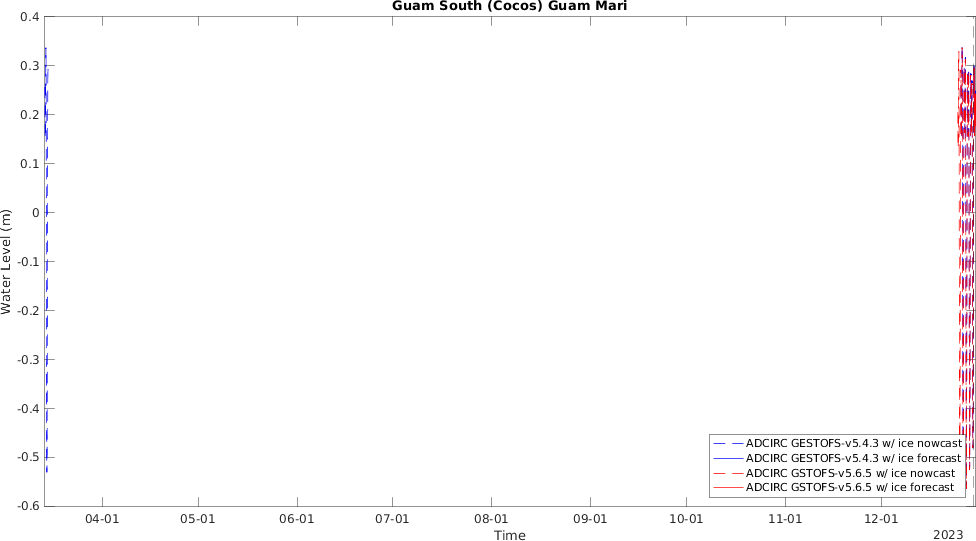 Guam South (Cocos) Guam Mari
0.4
0.3
0.2
0.1
0
-0.1
-0.2
-0.3
-0.4
-0.5
-0.6
Water Level (m)
ADCIRC GESTOFS-v5.4.3 w/ ice nowcast
ADCIRC GESTOFS-v5.4.3 w/ ice forecast
ADCIRC GSTOFS-v5.6.5 w/ ice nowcast
ADCIRC GSTOFS-v5.6.5 w/ ice forecast
04-01 05-01 06-01 07-01 08-01 09-01 10-01 11-01 12-01
Time
2023